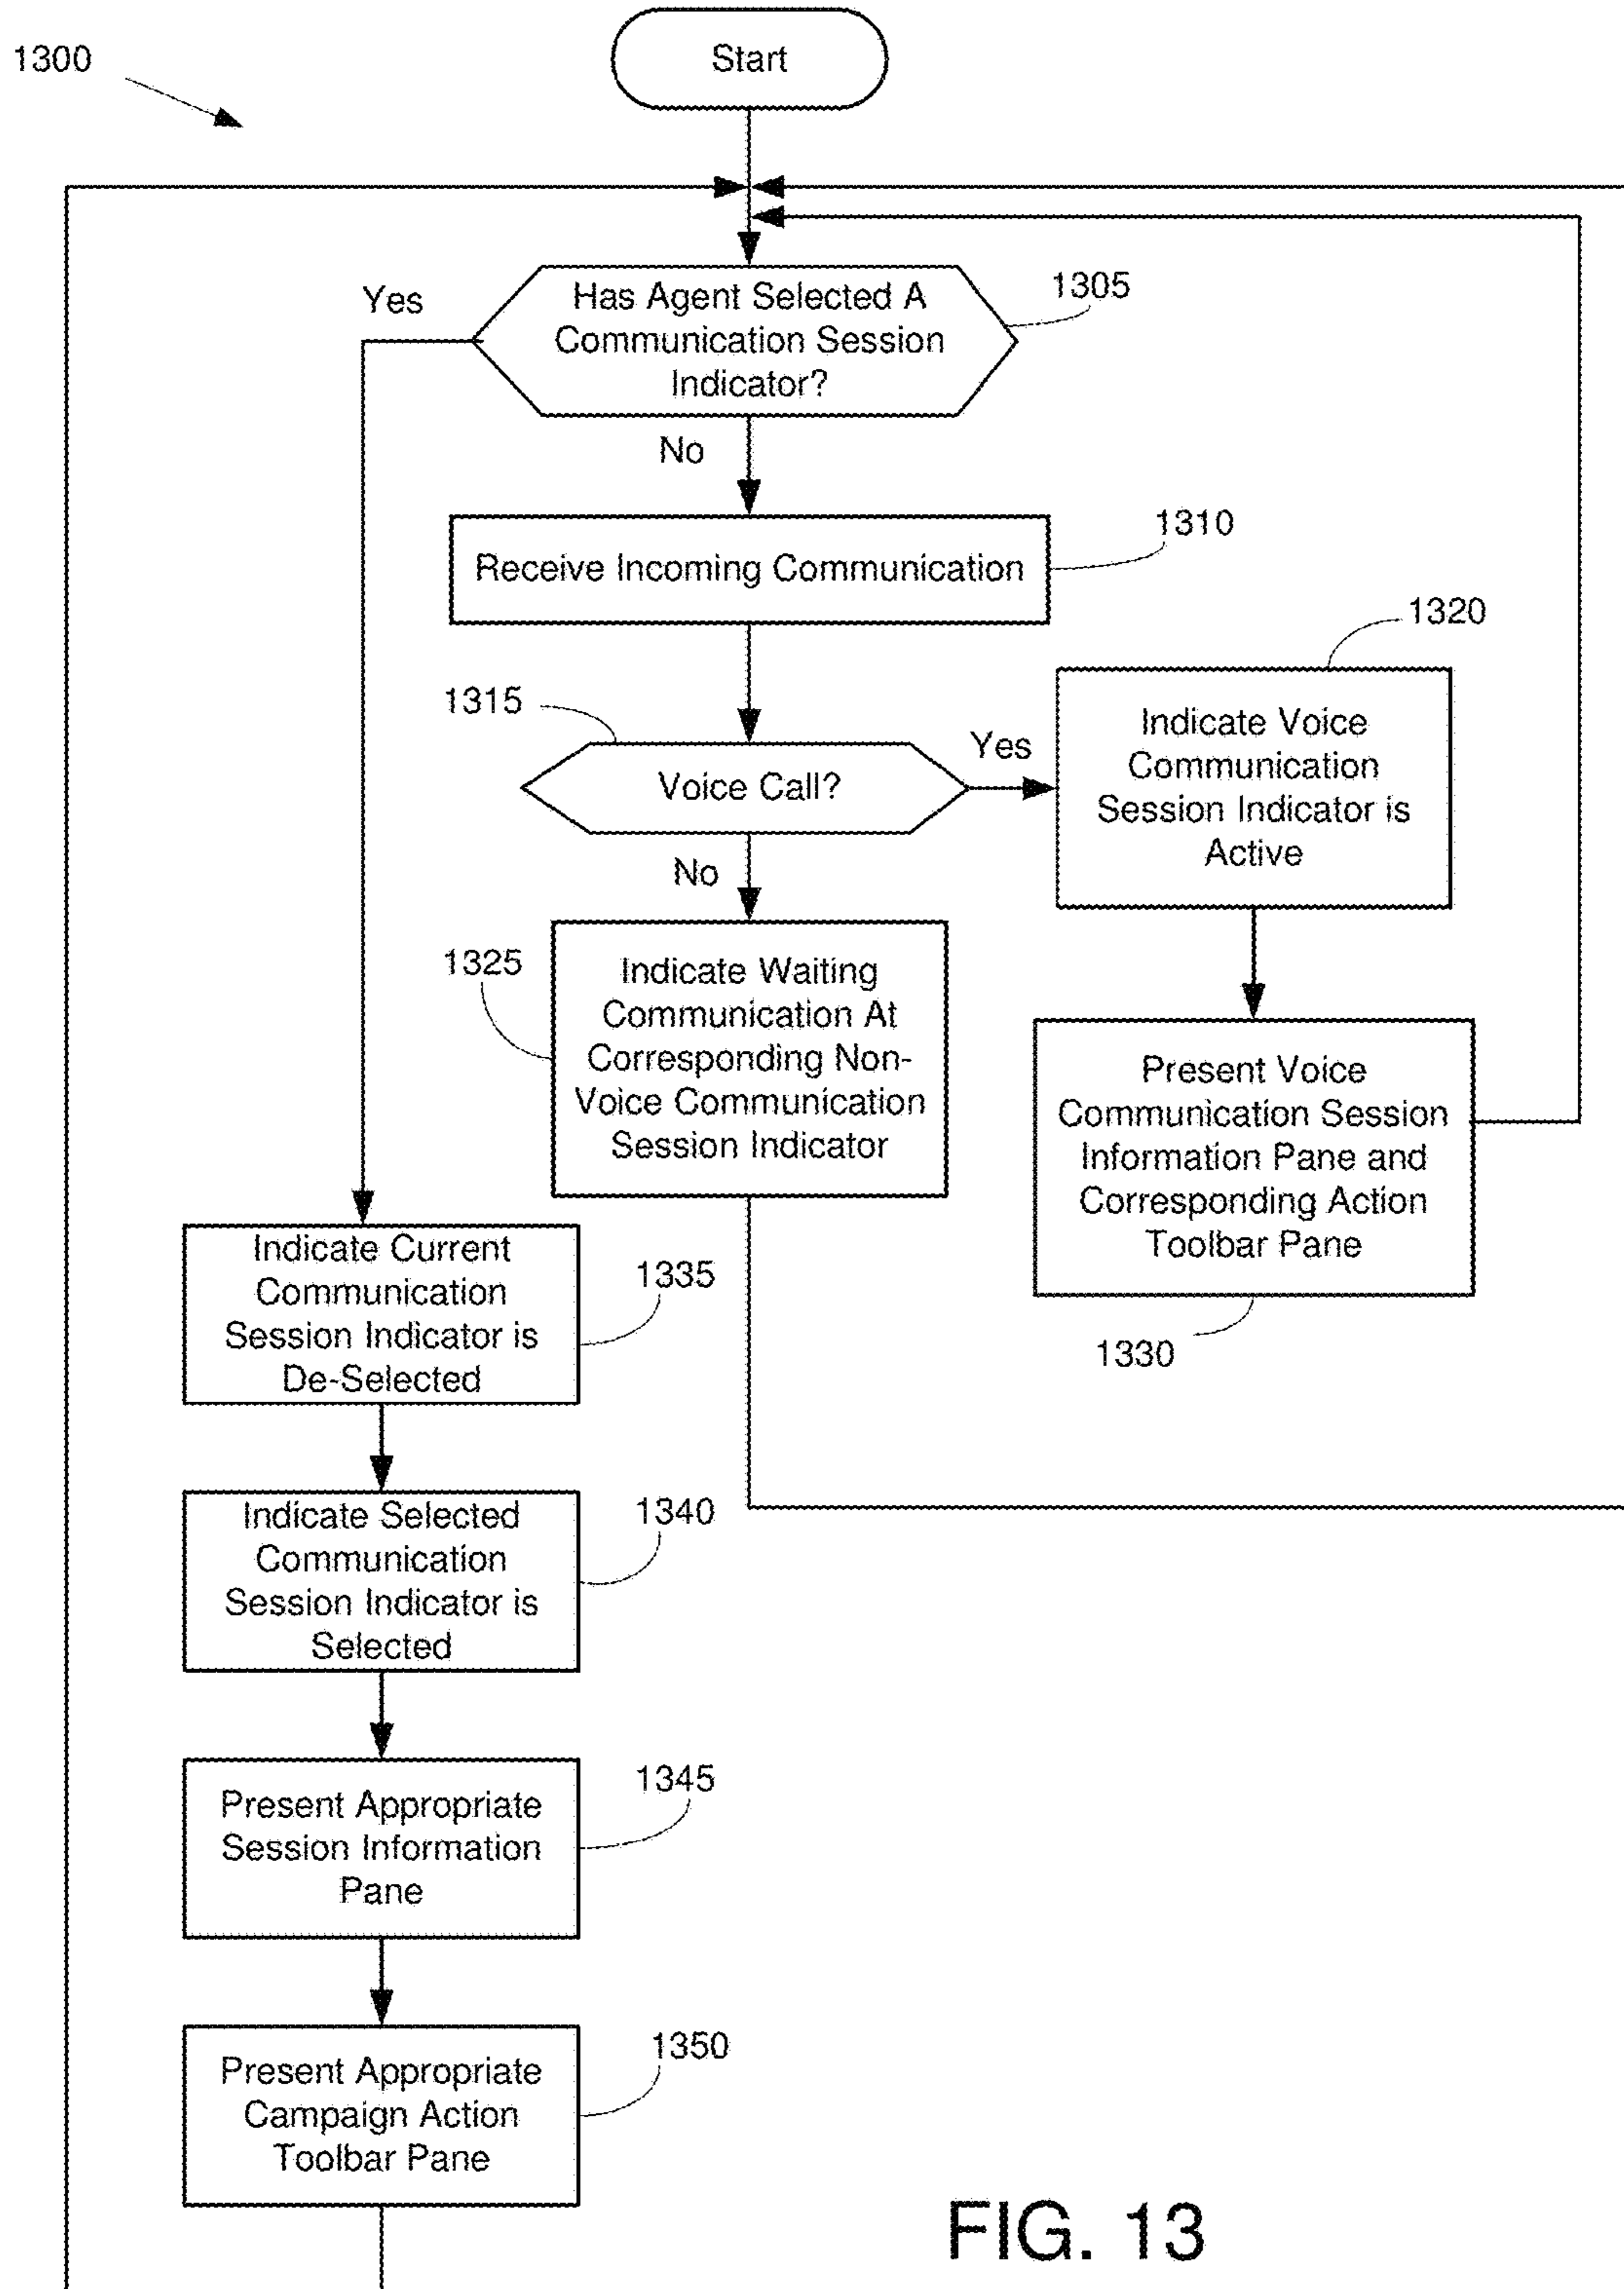 1300
Start
Yes
Has Agent Selected A
Communication Session
Indicator?
1305
No
Receive Incoming Communication
1310
1315
Voice Call?
Yes
1320
Indicate Voice
Communication
Session Indicator is
Active
No
1325
Indicate Waiting
Communication At
Corresponding Non-
Voice Communication
Session Indicator
Present Voice
Communication Session
Information Pane and
Corresponding Action
Toolbar Pane
1330
Indicate Current
Communication
Session Indicator is
De-Selected
1335
Indicate Selected
Communication
Session Indicator is
Selected
1340
Present Appropriate
Session Information
Pane
1345
Present Appropriate
Campaign Action
Toolbar Pane
1350
FIG. 13